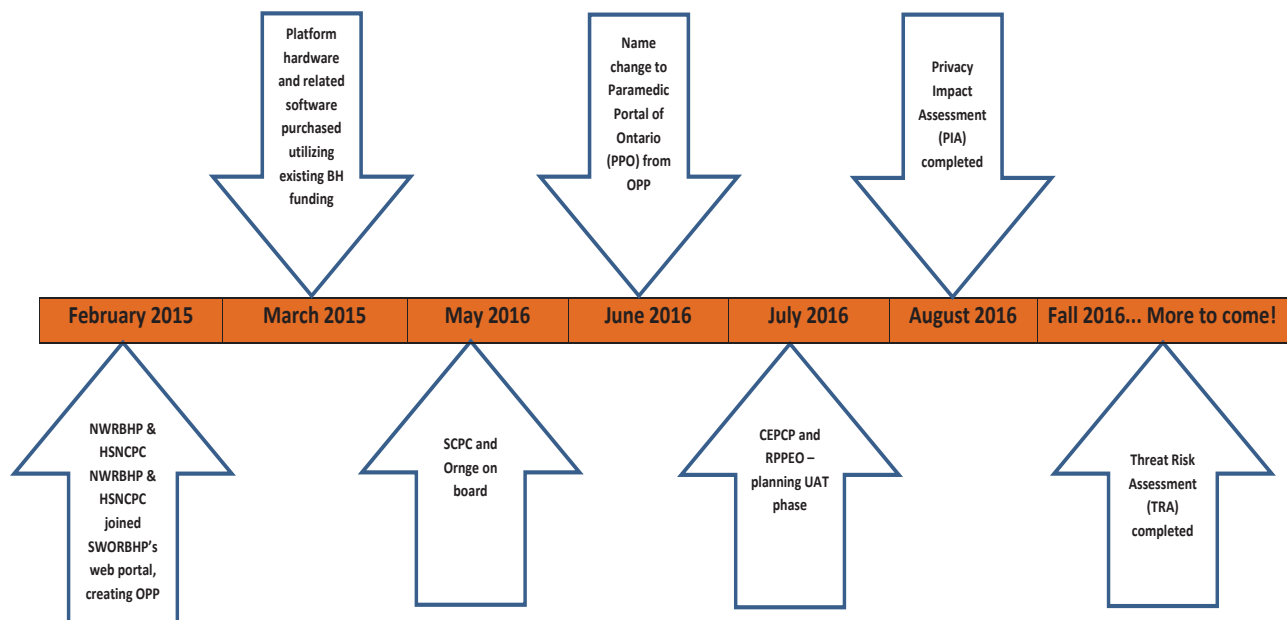 Platform
hardware
and related
software
purchased
utilizing
existing BH
funding
Name
change to
Paramedic
Portal of
Ontario
(PPO) from
OPP
Privacy
Impact
Assessment
(PIA)
completed
February 2015
March 2015
May 2016
June 2016
July 2016
August 2016
Fall 2016... More to come!
NWRBHP &
HSNCPC
NWRBHP &
HSNCPC
joined
SWORBHP’s
web portal,
creating OPP
SCPC and
Ornge on
board
CEPCP and
RPPEO –
planning UAT
phase
Threat Risk
Assessment
(TRA)
completed